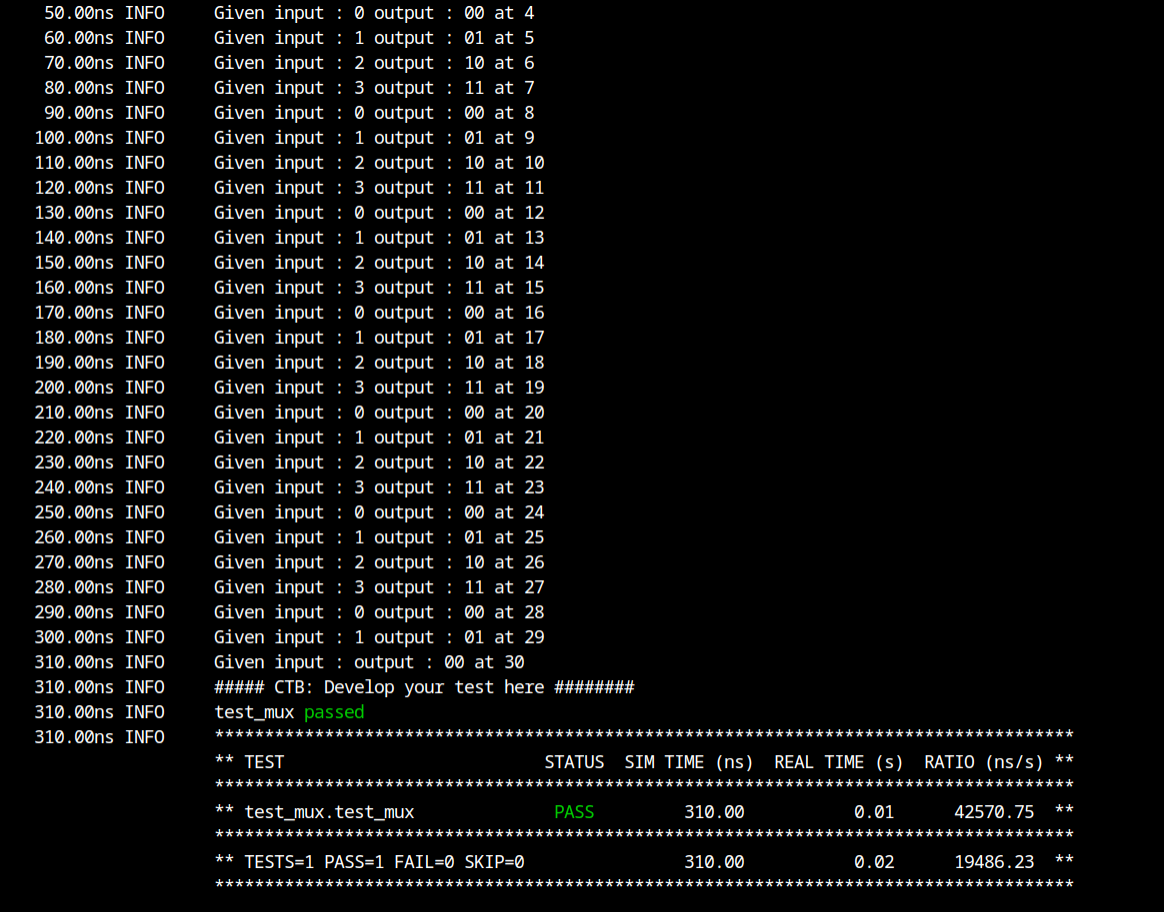 50.00ns INFO     Given input : 0 output : 00 at 4
60.00ns INFO     Given input : 1 output : 01 at 5
70.00ns INFO     Given input : 2 output : 10 at 6
80.00ns INFO     Given input : 3 output : 11 at 7
90.00ns INFO     Given input : 0 output : 00 at 8
100.00ns INFO     Given input : 1 output : 01 at 9
110.00ns INFO     Given input : 2 output : 10 at 10
120.00ns INFO     Given input : 3 output : 11 at 11
130.00ns INFO     Given input : 0 output : 00 at 12
140.00ns INFO     Given input : 1 output : 01 at 13
150.00ns INFO     Given input : 2 output : 10 at 14
160.00ns INFO     Given input : 3 output : 11 at 15
170.00ns INFO     Given input : 0 output : 00 at 16
180.00ns INFO     Given input : 1 output : 01 at 17
190.00ns INFO     Given input : 2 output : 10 at 18
200.00ns INFO     Given input : 3 output : 11 at 19
210.00ns INFO     Given input : 0 output : 00 at 20
220.00ns INFO     Given input : 1 output : 01 at 21
230.00ns INFO     Given input : 2 output : 10 at 22
240.00ns INFO     Given input : 3 output : 11 at 23
250.00ns INFO     Given input : 0 output : 00 at 24
260.00ns INFO     Given input : 1 output : 01 at 25
270.00ns INFO     Given input : 2 output : 10 at 26
280.00ns INFO     Given input : 3 output : 11 at 27
290.00ns INFO     Given input : 0 output : 00 at 28
300.00ns INFO     Given input : 1 output : 01 at 29
310.00ns INFO     Given input : output : 00 at 30
310.00ns INFO     ##### CTB: Develop your test here ########
310.00ns INFO     test_mux passed
310.00ns INFO     **************************************************************************************
** TEST                          STATUS  SIM TIME (ns)  REAL TIME (s)  RATIO (ns/s) **
**************************************************************************************
** test_mux.test_mux              PASS         310.00           0.01      42570.75  **
**************************************************************************************
** TESTS=1 PASS=1 FAIL=0 SKIP=0                310.00           0.02      19486.23  **
**************************************************************************************